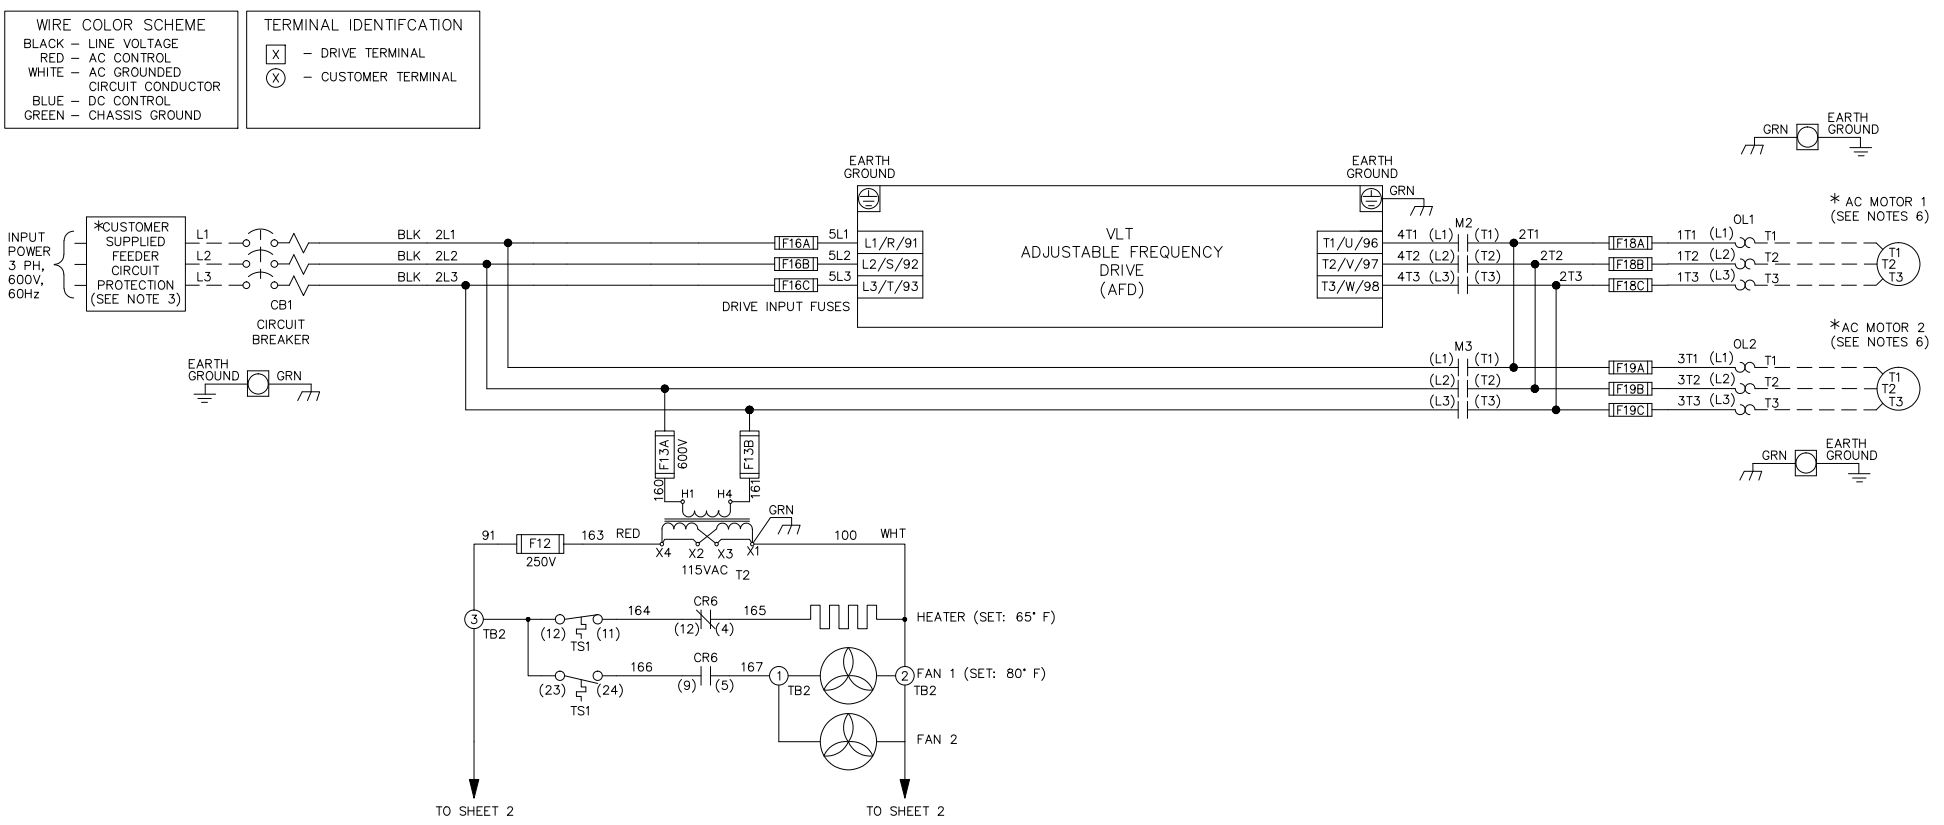 WIRE COLOR SCHEME
BLACK – LINE VOLTAGE
RED – AC CONTROL
WHITE – AC GROUNDED
CIRCUIT CONDUCTOR
BLUE – DC CONTROL
GREEN – CHASSIS GROUND
TERMINAL IDENTIFCATION
X – DRIVE TERMINAL
X – CUSTOMER TERMINAL
EARTH
GRN GROUND
EARTH
GROUND
EARTH
GROUND
GRN
INPUT
POWER
3 PH,
600V,
60Hz
*CUSTOMER
SUPPLIED
FEEDER
CIRCUIT
PROTECTION
(SEE NOTE 3)
L1
L2
L3
CB1
CIRCUIT
BREAKER
BLK 2L1
BLK 2L2
BLK 2L3
F16A 5L1 L1/R/91
F16B 5L2 L2/S/92
F16C 5L3 L3/T/93
DRIVE INPUT FUSES
VLT
ADJUSTABLE FREQUENCY
DRIVE
(AFD)
M2
T1/U/96 4T1 (L1) (T1) 2T1
T2/V/97 4T2 (L2) (T2) 2T2
T3/W/98 4T3 (L3) (T3) 2T3
OL1
F18A 1T1 (L1) T1
F18B 1T2 (L2) T2
F18C 1T3 (L3) T3
* AC MOTOR 1
(SEE NOTES 6)
T1
T2
T3
EARTH
GROUND GRN
M3
(L1) (T1)
(L2) (T2)
(L3) (T3)
OL2
F19A 3T1 (L1) T1
F19B 3T2 (L2) T2
F19C 3T3 (L3) T3
*AC MOTOR 2
(SEE NOTES 6)
T1
T2
T3
EARTH
GRN GROUND
F13A
600V
F13B
160
161
H1 H4
GRN
91 F12 163 RED
250V
X4 X2 X3 X1
115VAC T2
100 WHT
3
TB2
(12) (11)
TS1
164
CR6
(12) (4)
165
HEATER (SET: 65° F)
(23) (24)
TS1
166
CR6
(9) (5)
167
1
TB2
2
TB2
FAN 1 (SET: 80° F)
FAN 2
TO SHEET 2
TO SHEET 2